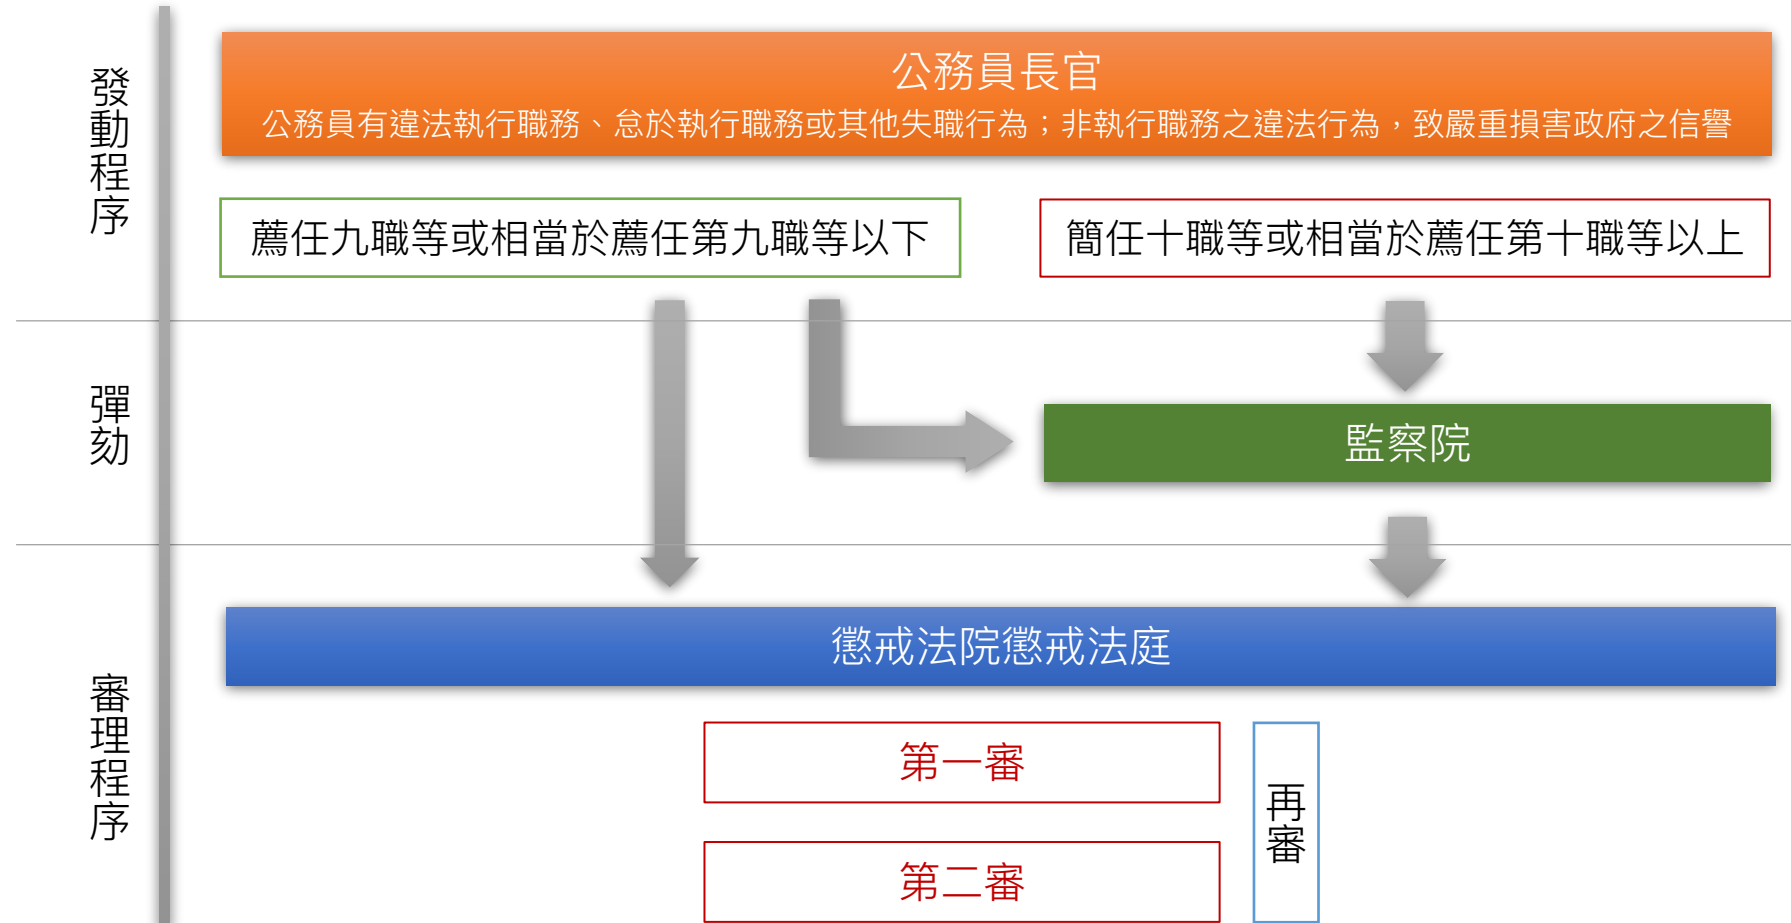 發動程序
公務員長官
公務員有違法執行職務、怠於執行職務或其他失職行為；非執行職務之違法行為，致嚴重損害政府之信譽
薦任九職等或相當於薦任第九職等以下
簡任十職等或相當於薦任第十職等以上
彈劾
監察院
審理程序
懲戒法院懲戒法庭
第一審
再審
第二審